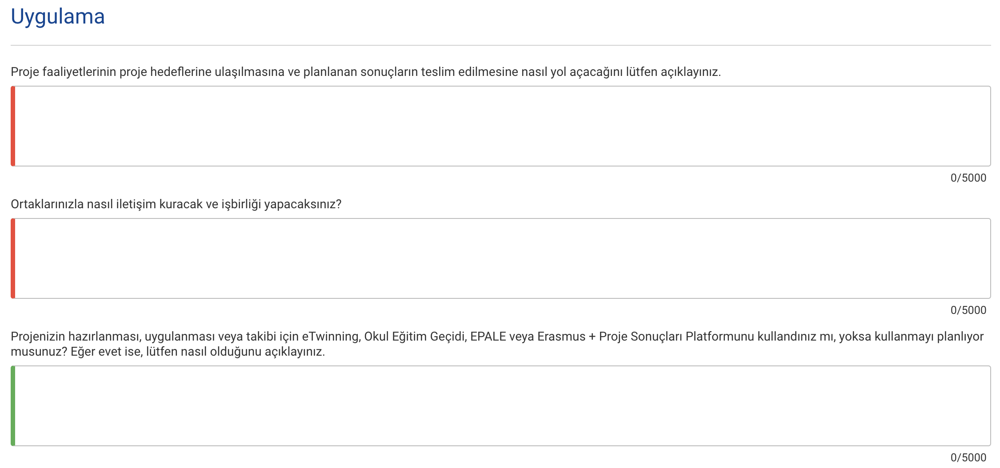 Uygulama
Proje faaliyetlerinin proje hedeflerine ulaşılmasına ve planlanan sonuçların teslim edilmesine nasıl yol açacağını lütfen açıklayınız.
0/5000
Ortaklarınızla nasıl iletişim kuracak ve işbirliği yapacaksınız?
0/5000
Projenizin hazırlanması, uygulanması veya takibi için eTwinning, Okul Eğitim Geçidi, EPALE veya Erasmus + Proje Sonuçları Platformunu kullandınız mı, yoksa kullanmayı planlıyor
musunuz? Eğer evet ise, lütfen nasıl olduğunu açıklayınız.
0/5000